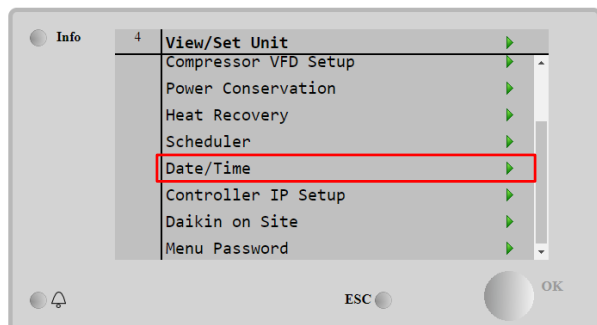 Info
4 View/Set Unit
Compressor VFD Setup
Power Conservation
Heat Recovery
Scheduler
Date/Time
Controller IP Setup
Daikin on Site
Menu Password
ESC
OK